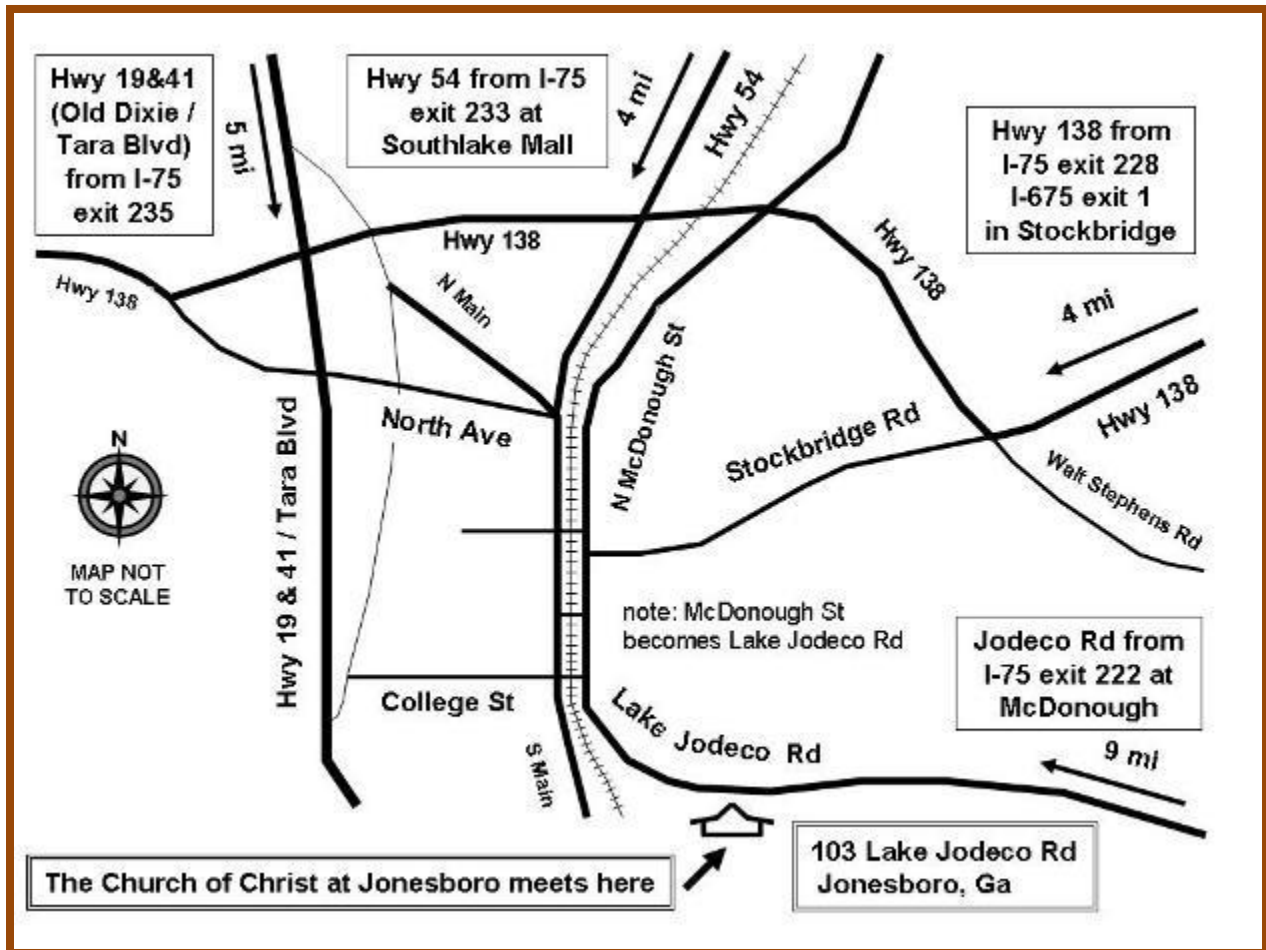 Hwy 19&41
(Old Dixie /
Tara Blvd)
from I-75
exit 235
5 mi
Hwy 54 from I-75
exit 233 at
Southlake Mall
4 mi
Hwy 54
Hwy 138 from
I-75 exit 228
I-675 exit 1
in Stockbridge
Hwy 138
Hwy 138
Hwy 138
N Main
4 mi
Hwy 138
North Ave
N McDonough St
Stockbridge Rd
Walt Stephens Rd
N
MAP NOT
TO SCALE
Hwy 19 & 41 / Tara Blvd
note: McDonough St
becomes Lake Jodeco Rd
Jodeco Rd from
I-75 exit 222 at
McDonough
College St
Lake Jodeco Rd
S Main
9 mi
103 Lake Jodeco Rd
Jonesboro, Ga
The Church of Christ at Jonesboro meets here